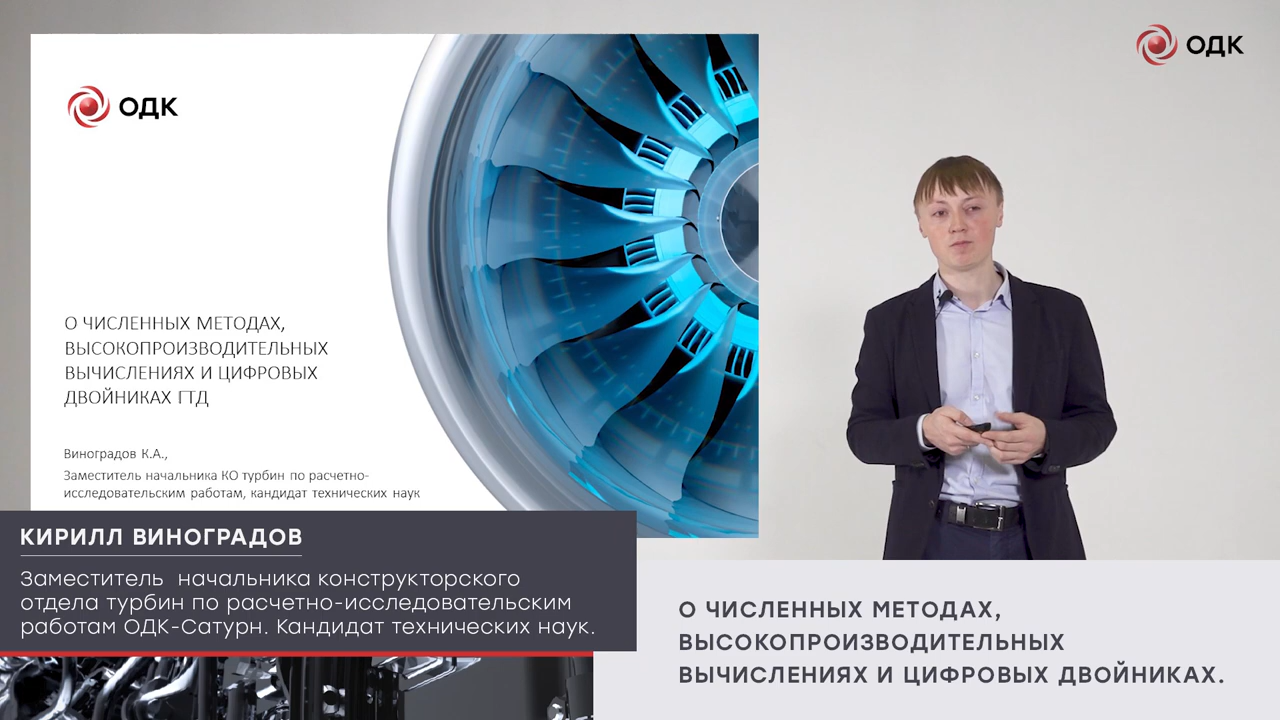 ОДК
ОДК
О ЧИСЛЕННЫХ МЕТОДАХ,
ВЫСОКОПРОИЗВОДИТЕЛЬНЫХ
ВЫЧИСЛЕНИЯХ И ЦИФРОВЫХ
ДВОЙНИКАХ ГТД
Виноградов К.А.,
Заместитель начальника КО турбин по расчетно-
исследовательским работам, кандидат технических наук
КИРИЛЛ ВИНОГРАДОВ
Заместитель начальника конструкторского
отдела турбин по расчетно-исследовательским
работам ОДК-Сатурн. Кандидат технических наук.
О ЧИСЛЕННЫХ МЕТОДАХ,
ВЫСОКОПРОИЗВОДИТЕЛЬНЫХ
ВЫЧИСЛЕНИЯХ И ЦИФРОВЫХ ДВОЙНИКАХ.